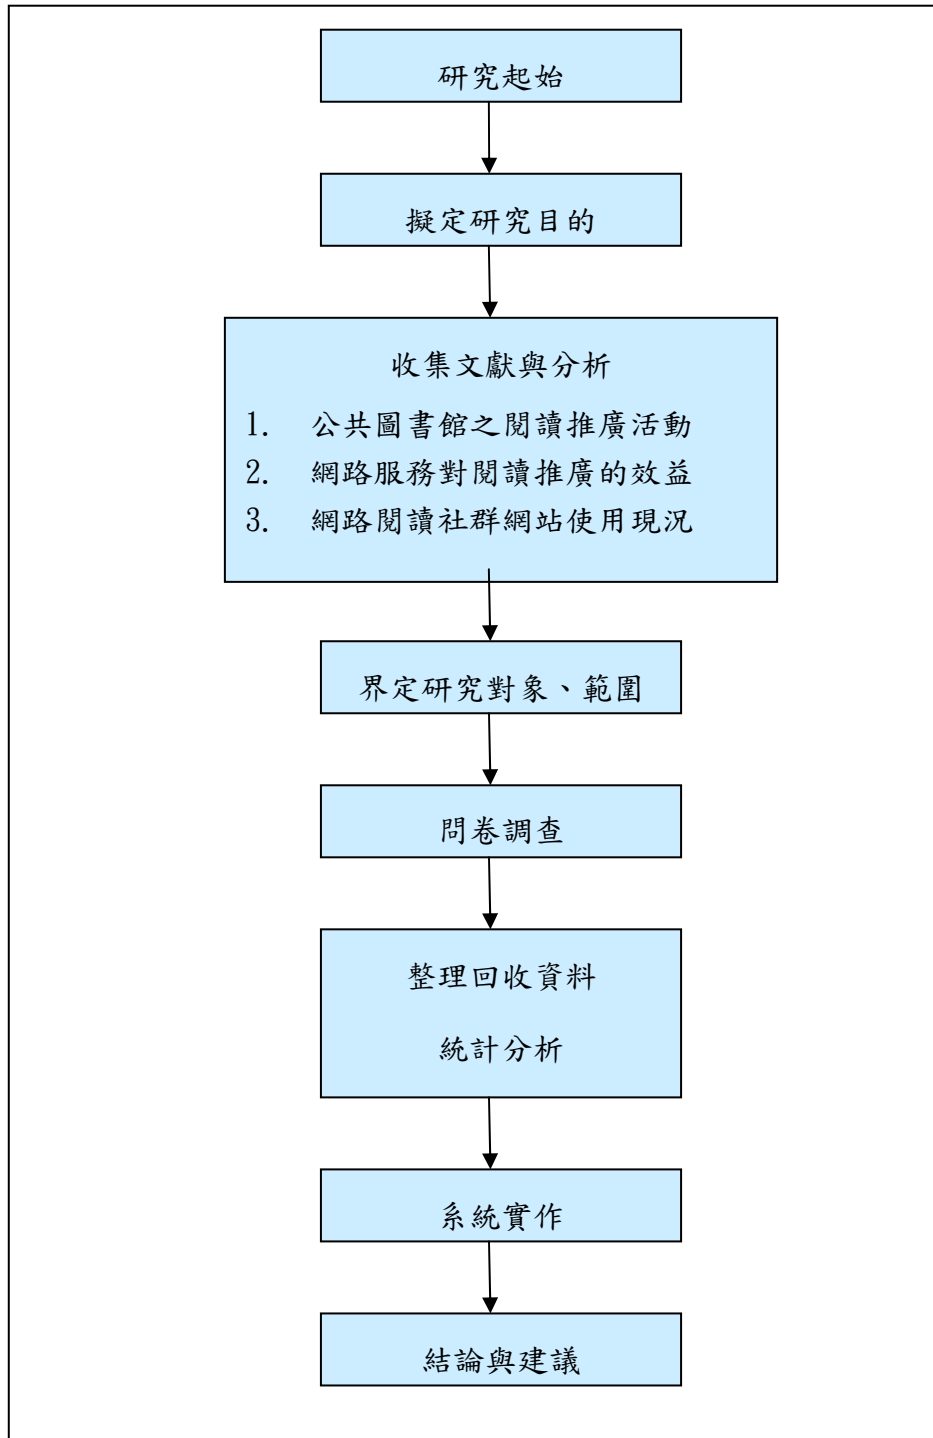 研究起始
擬定研究目的
收集文獻與分析
1. 公共圖書館之閱讀推廣活動
2. 網路服務對閱讀推廣的效益
3. 網路閱讀社群網站使用現況
界定研究對象、範圍
問卷調查
整理回收資料
統計分析
系統實作
結論與建議